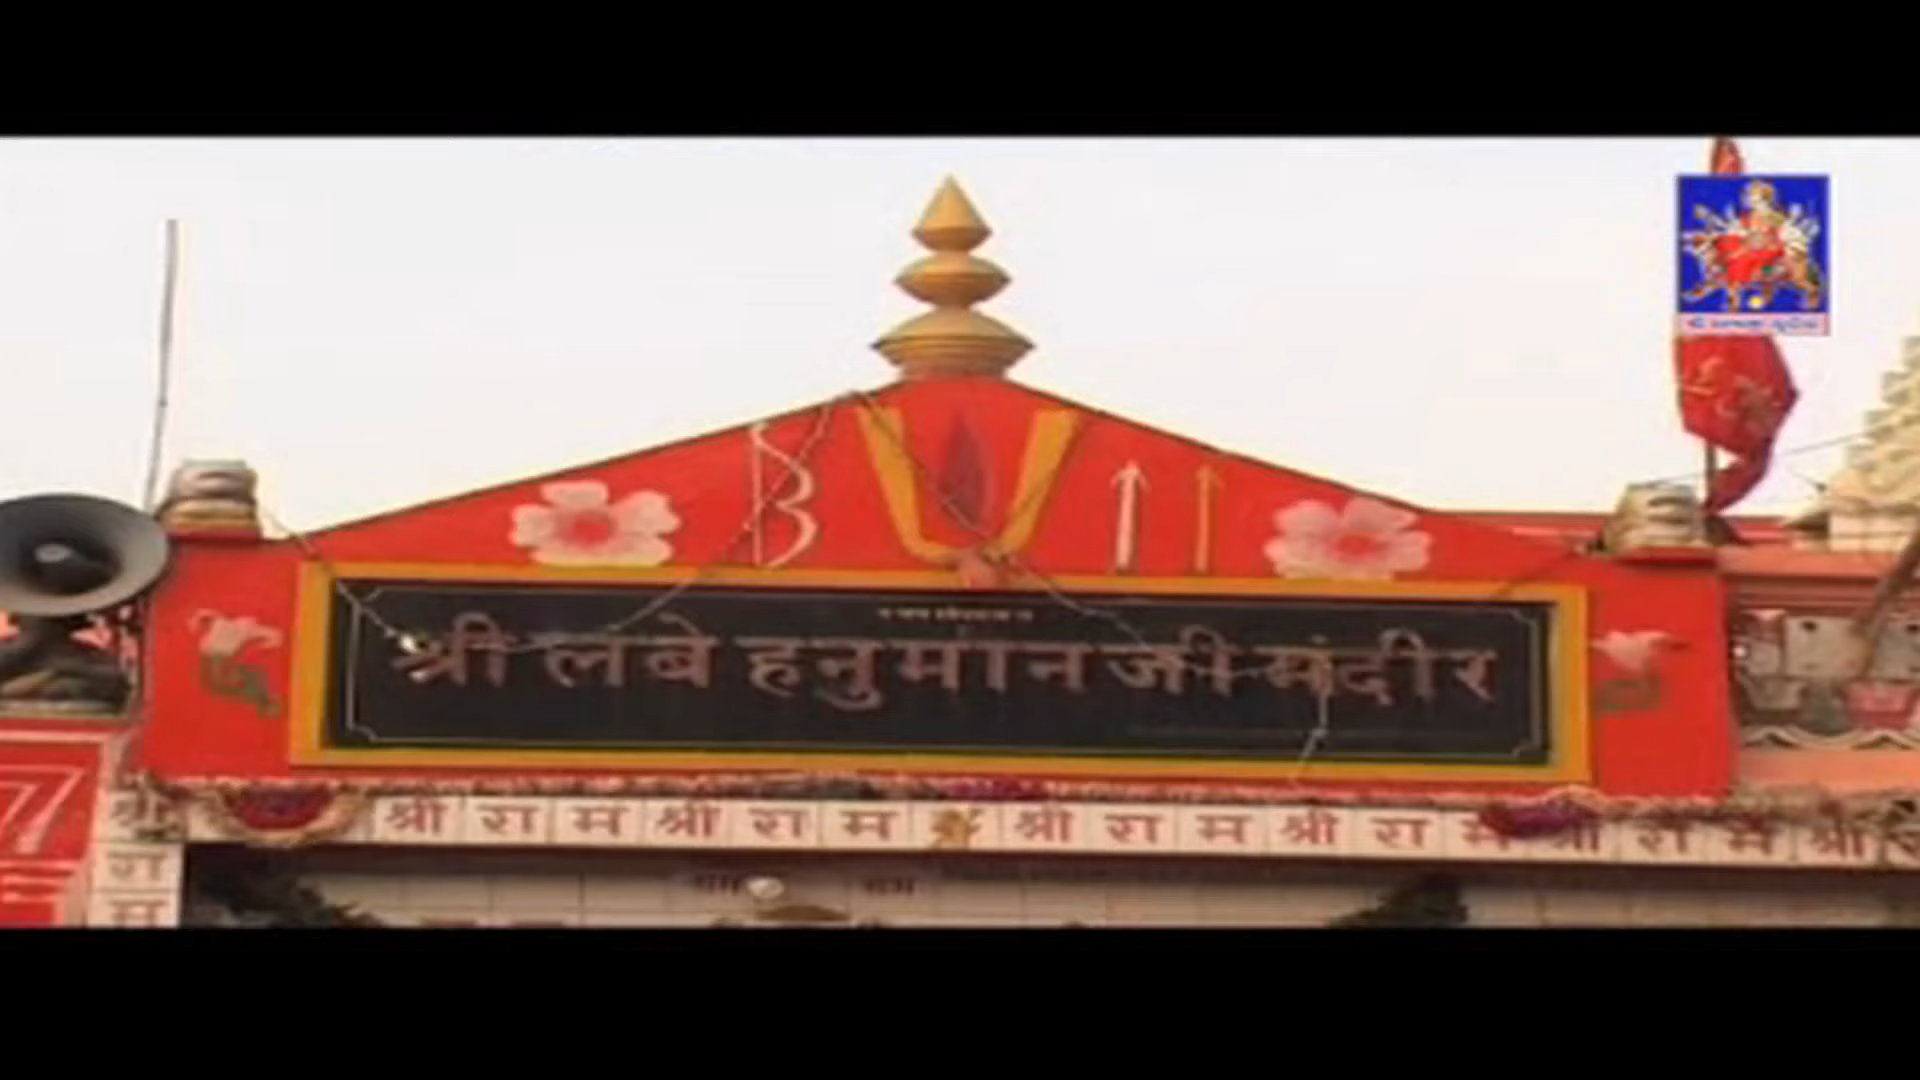 श्री लंबे हनुमान जी मंदीर
श्री रा म श्री रा म श्री रा म श्री रा म श्री रा म श्री
रा
म
राम राम